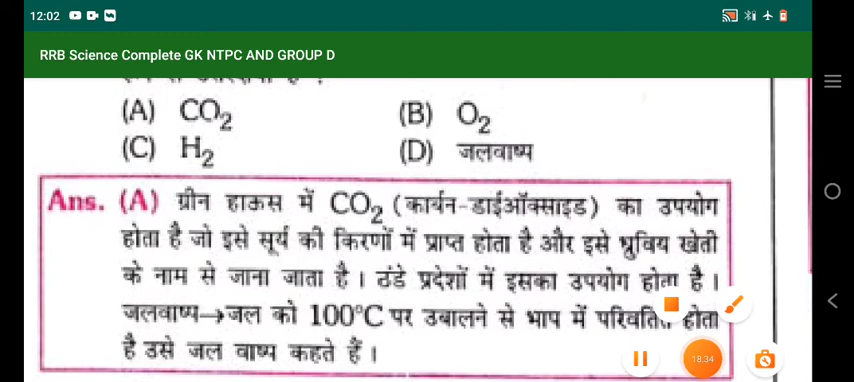 12:02
RRB Science Complete GK NTPC AND GROUP D
(A) CO₂ (B) O₂
(C) H₂ (D) जलवाष्प
Ans. (A) ग्रीन हाऊस में CO₂ (कार्बन-डाईऑक्साइड) का उपयोग
होता है जो इसे सूर्य की किरणों में प्राप्त होता है और इसे ध्रुविय खेती
के नाम से जाना जाता है। ठंडे प्रदेशों में इसका उपयोग होता है।
जलवाष्प→जल को 100°C पर उबालने से भाप में परिवर्तित होता
है उसे जल वाष्प कहते हैं।
18:34